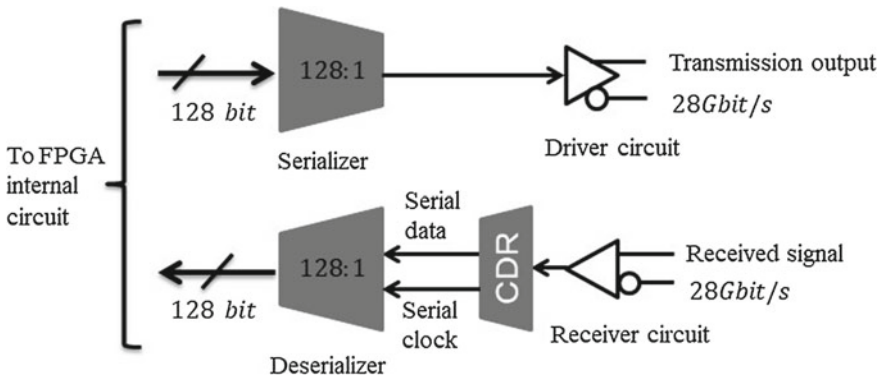 128 bit
128:1
Serializer
Transmission output
28Gbit/s
Driver circuit
To FPGA
internal
circuit
Serial
data
128 bit
128:1
Deserializer
Serial
clock
CDR
Received signal
28Gbit/s
Receiver circuit